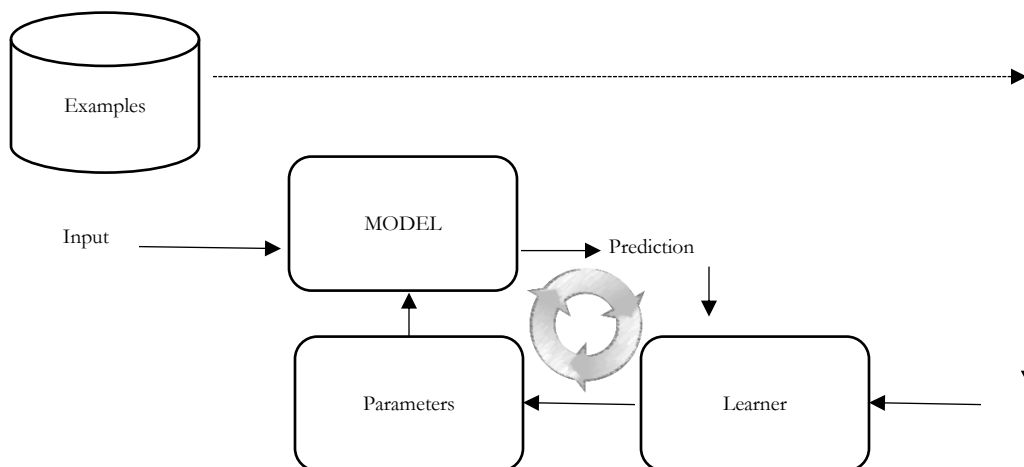 Examples
Input
MODEL
Prediction
Parameters
Learner